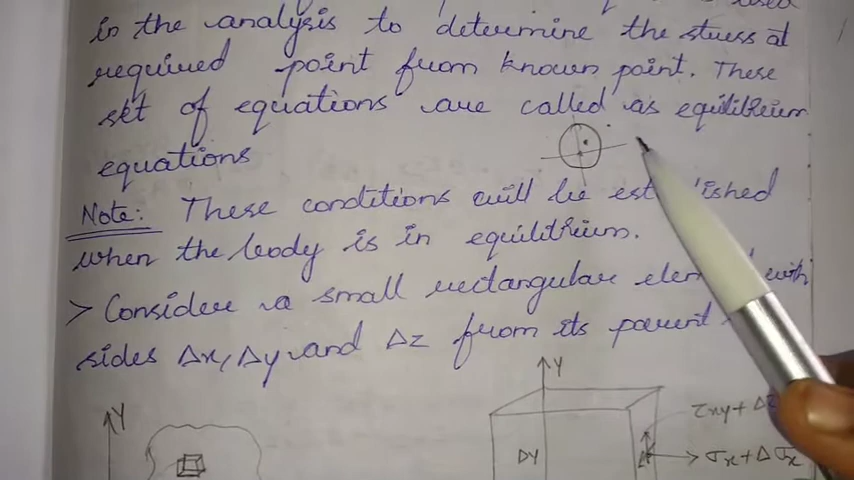 used
in the analysis to determine the stress at
required point from known point. These
set of equations are called as equilibrium
equations
Note: These conditions will be established
when the body is in equilibrium.
> Consider a small rectangular with
sides Δx, Δy and Δz from its parent
Y
Y
τxy + Δ
Δy
σx + Δσx